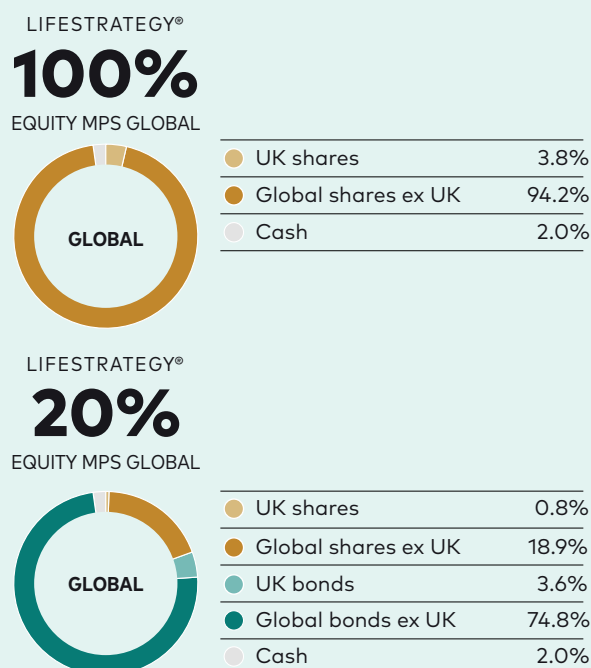 LIFESTRATEGY®
100%
EQUITY MPS GLOBAL
GLOBAL
UK shares 3.8%
Global shares ex UK 94.2%
Cash 2.0%
LIFESTRATEGY®
20%
EQUITY MPS GLOBAL
GLOBAL
UK shares 0.8%
Global shares ex UK 18.9%
UK bonds 3.6%
Global bonds ex UK 74.8%
Cash 2.0%